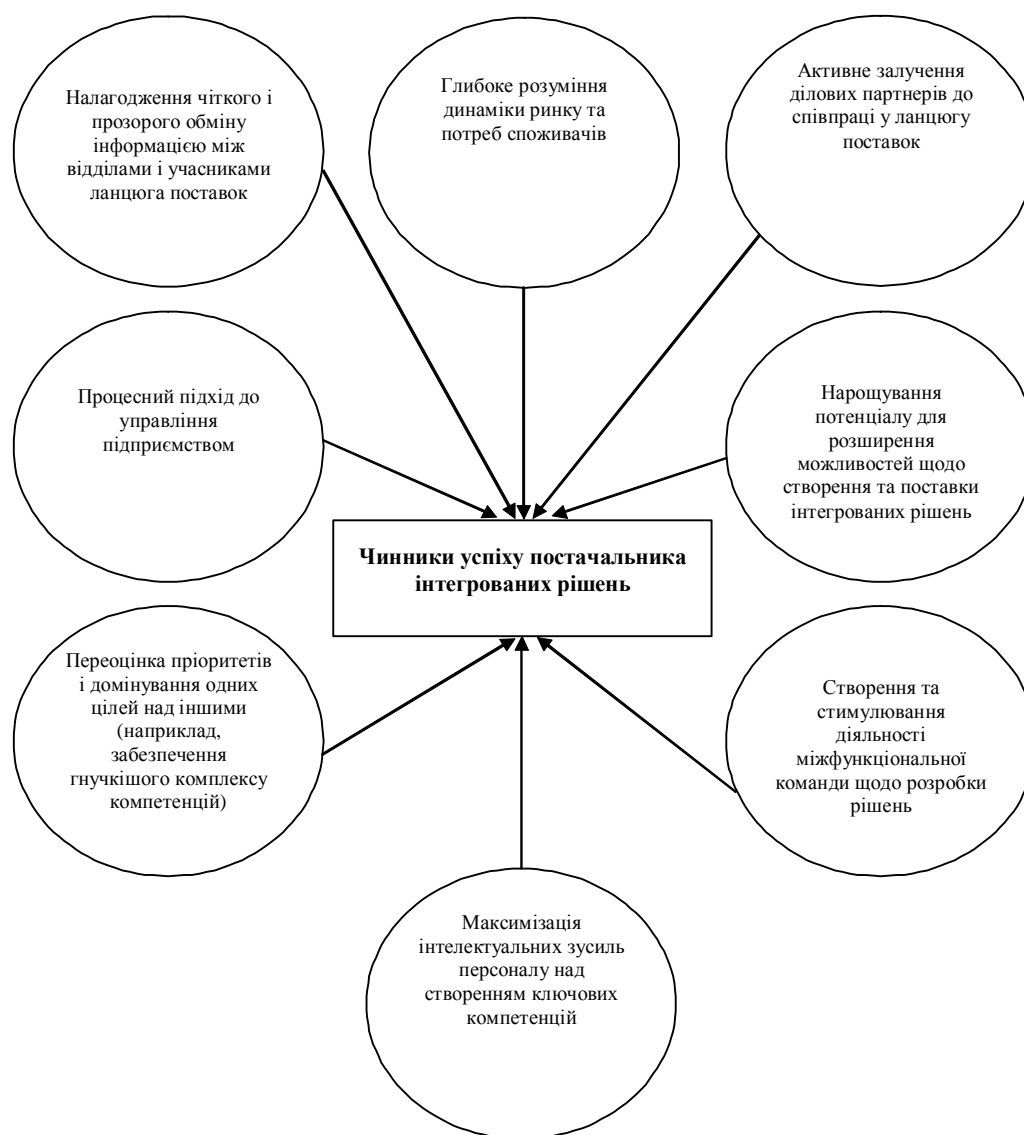 Налагодження чіткого і
прозорого обміну
інформацією між
відділами і учасниками
ланцюга поставок
Глибоке розуміння
динаміки ринку та
потреб споживачів
Активне залучення
ділових партнерів до
співпраці у ланцюгу
поставок
Процесний підхід до
управління
підприємством
Нарощування
потенціалу для
розширення
можливостей щодо
створення та поставки
інтегрованих рішень
Чинники успіху постачальника
інтегрованих рішень
Переоцінка пріоритетів
і домінування одних
цілей над іншими
(наприклад,
забезпечення
гнучкішого комплексу
компетенцій)
Створення та
стимулювання
діяльності
міжфункціональної
команди щодо розробки
рішень
Максимізація
інтелектуальних зусиль
персоналу над
створенням ключових
компетенцій